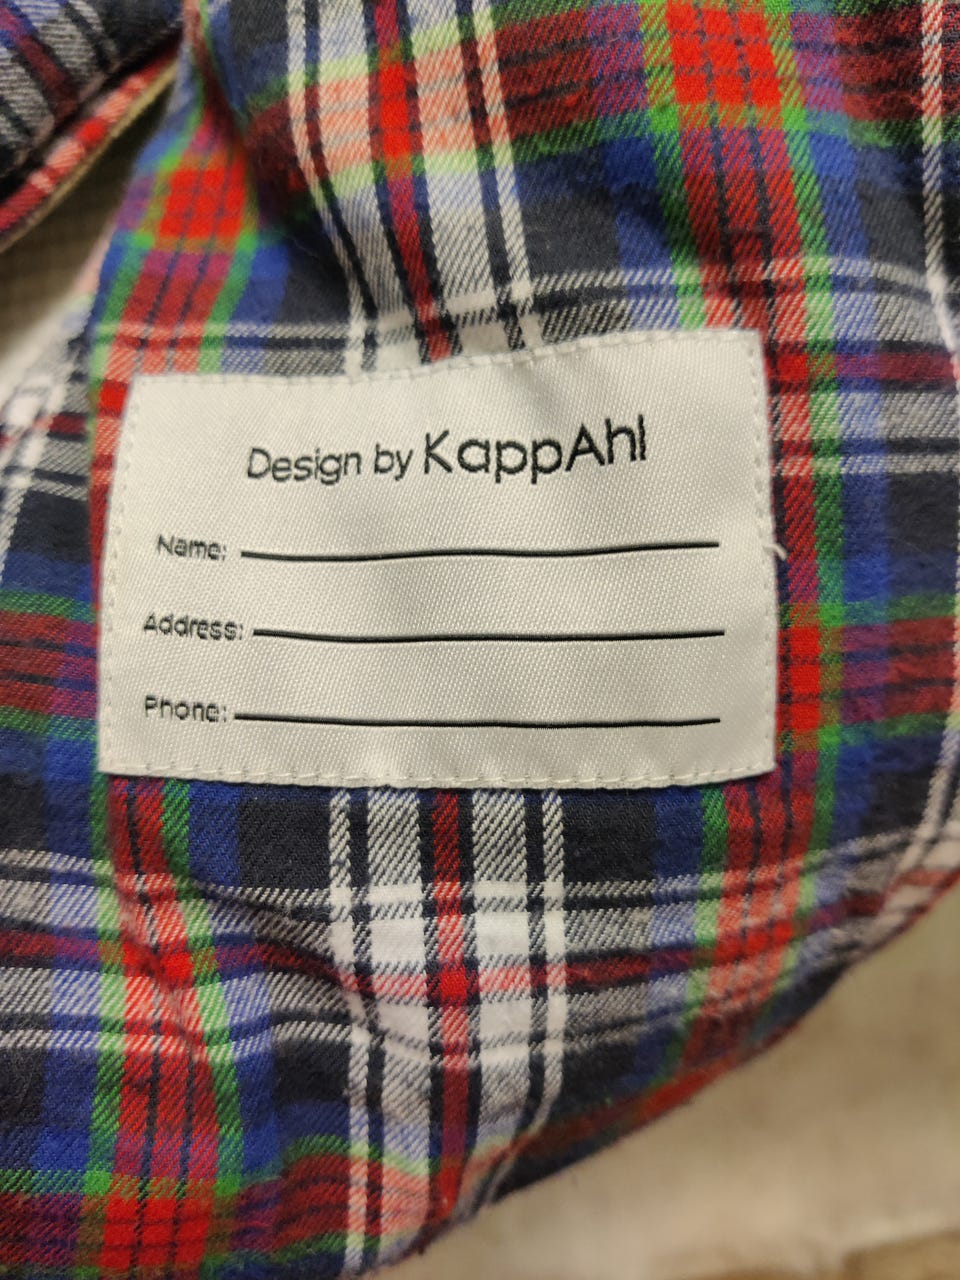 Design by KappAhl
Name:
Address:
Phone: